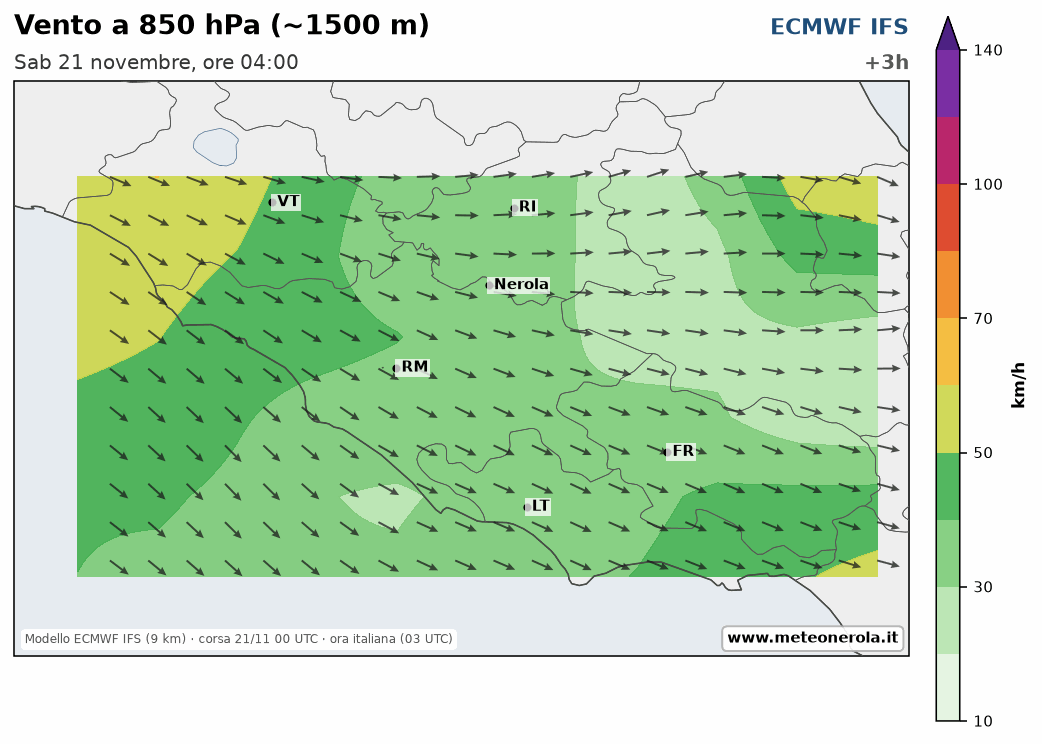 Vento a 850 hPa (~1500 m)
ECMWF IFS
Sab 21 novembre, ore 04:00
+3h
140
100
70
50
30
10
km/h
VT
RI
Nerola
RM
FR
LT
Modello ECMWF IFS (9 km) · corsa 21/11 00 UTC · ora italiana (03 UTC)
www.meteonerola.it